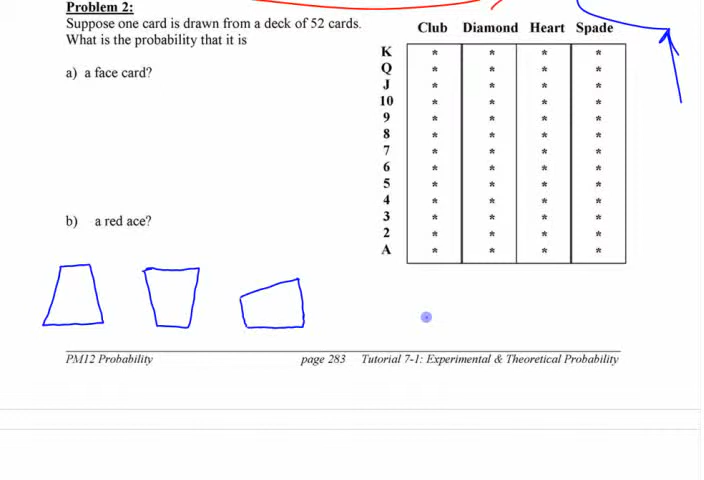 Problem 2:
Suppose one card is drawn from a deck of 52 cards.
What is the probability that it is
a) a face card?
b) a red ace?
Club Diamond Heart Spade
K * * * *
Q * * * *
J * * * *
10 * * * *
9 * * * *
8 * * * *
7 * * * *
6 * * * *
5 * * * *
4 * * * *
3 * * * *
2 * * * *
A * * * *
PM12 Probability page 283 Tutorial 7-1: Experimental & Theoretical Probability